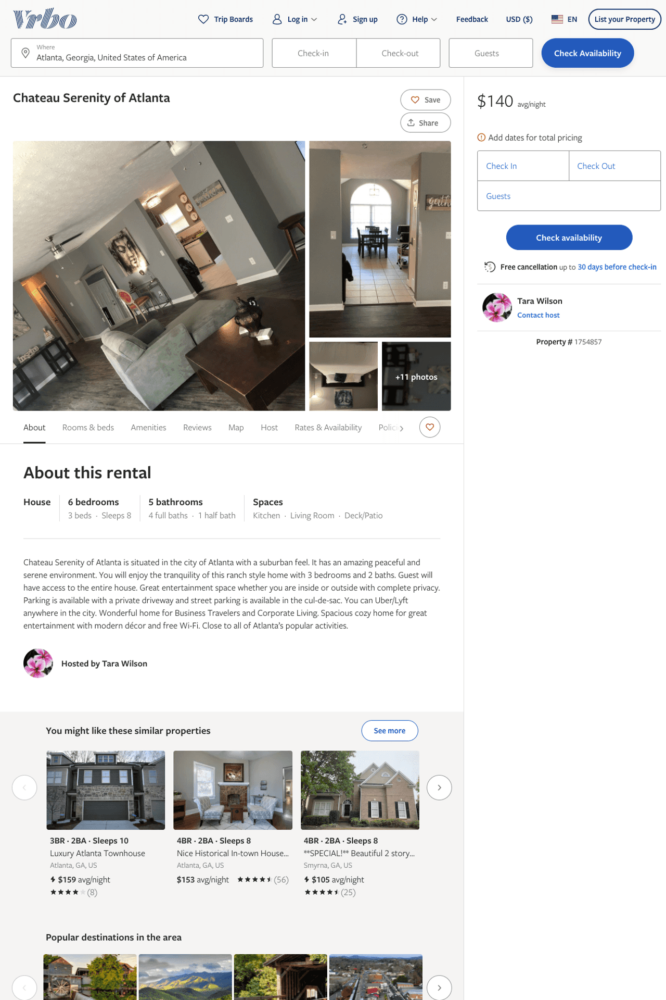 Vrbo
Trip Boards
Log in
Sign up
Help
Feedback
USD ($)
EN
List your Property
Where
Atlanta, Georgia, United States of America
Check-in
Check-out
Guests
Check Availability
Chateau Serenity of Atlanta
Save
Share
EAT
gather
gath
inspire
+11 photos
$140 avg/night
Add dates for total pricing
Check In
Check Out
Guests
Check availability
Free cancellation up to 30 days before check-in
Tara Wilson
Contact host
Property # 1754857
About
Rooms & beds
Amenities
Reviews
Map
Host
Rates & Availability
Polici
About this rental
House
6 bedrooms
3 beds · Sleeps 8
5 bathrooms
4 full baths · 1 half bath
Spaces
Kitchen · Living Room · Deck/Patio
Chateau Serenity of Atlanta is situated in the city of Atlanta with a suburban feel. It has an amazing peaceful and
serene environment. You will enjoy the tranquility of this ranch style home with 3 bedrooms and 2 baths. Guest will
have access to the entire house. Great entertainment space whether you are inside or outside with complete privacy.
Parking is available with a private driveway and street parking is available in the cul-de-sac. You can Uber/Lyft
anywhere in the city. Wonderful home for Business Travelers and Corporate Living. Spacious cozy home for great
entertainment with modern décor and free Wi-Fi. Close to all of Atlanta’s popular activities.
Hosted by Tara Wilson
You might like these similar properties
See more
3BR · 2BA · Sleeps 10
Luxury Atlanta Townhouse
Atlanta, GA, US
$159 avg/night
(8)
4BR · 2BA · Sleeps 8
Nice Historical In-town House...
Atlanta, GA, US
$153 avg/night
(56)
4BR · 2BA · Sleeps 8
**SPECIAL!** Beautiful 2 story...
Smyrna, GA, US
$105 avg/night
(25)
Popular destinations in the area